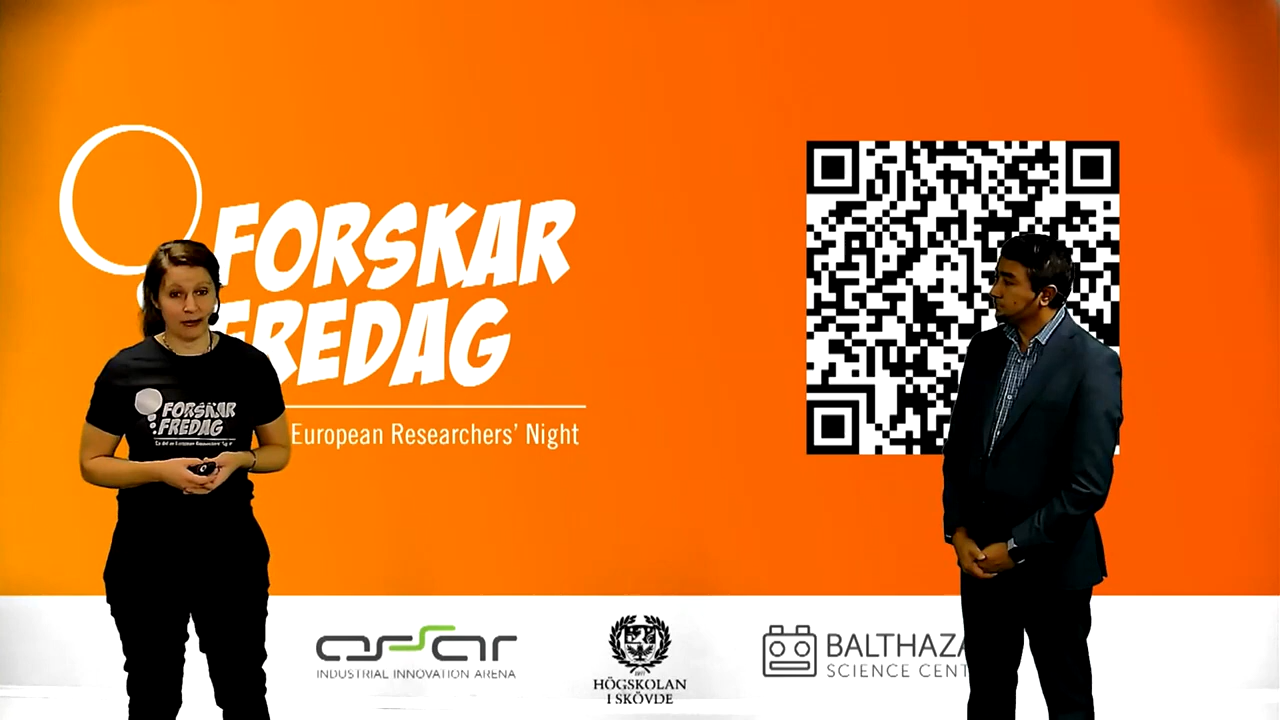 FORSKAR
FREDAG
European Researchers' Night
FORSKAR
FREDAG
INDUSTRIAL INNOVATION ARENA
HÖGSKOLAN
I SKÖVDE
BALTHAZA
SCIENCE CENT